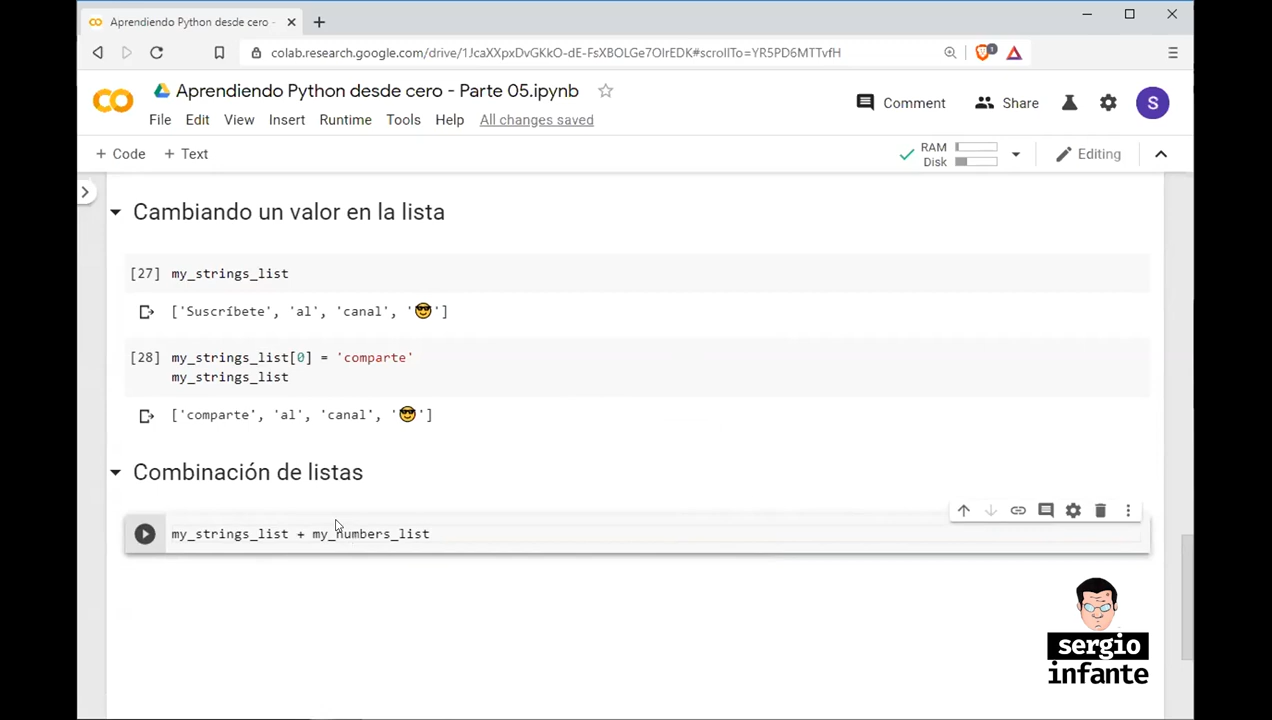 Aprendiendo Python desde cero -
colab.research.google.com/drive/1JcaXXpxDvGKkO-dE-FsXBOLGe7OlrEDK#scrollTo=YR5PD6MTTvfH
1
Aprendiendo Python desde cero - Parte 05.ipynb
Comment
Share
S
File Edit View Insert Runtime Tools Help All changes saved
+ Code + Text
RAM
Disk
Editing
Cambiando un valor en la lista
[27] my_strings_list
['Suscríbete', 'al', 'canal', '😎']
[28] my_strings_list[0] = 'comparte'
my_strings_list
['comparte', 'al', 'canal', '😎']
Combinación de listas
my_strings_list + my_numbers_list
sergio
infante